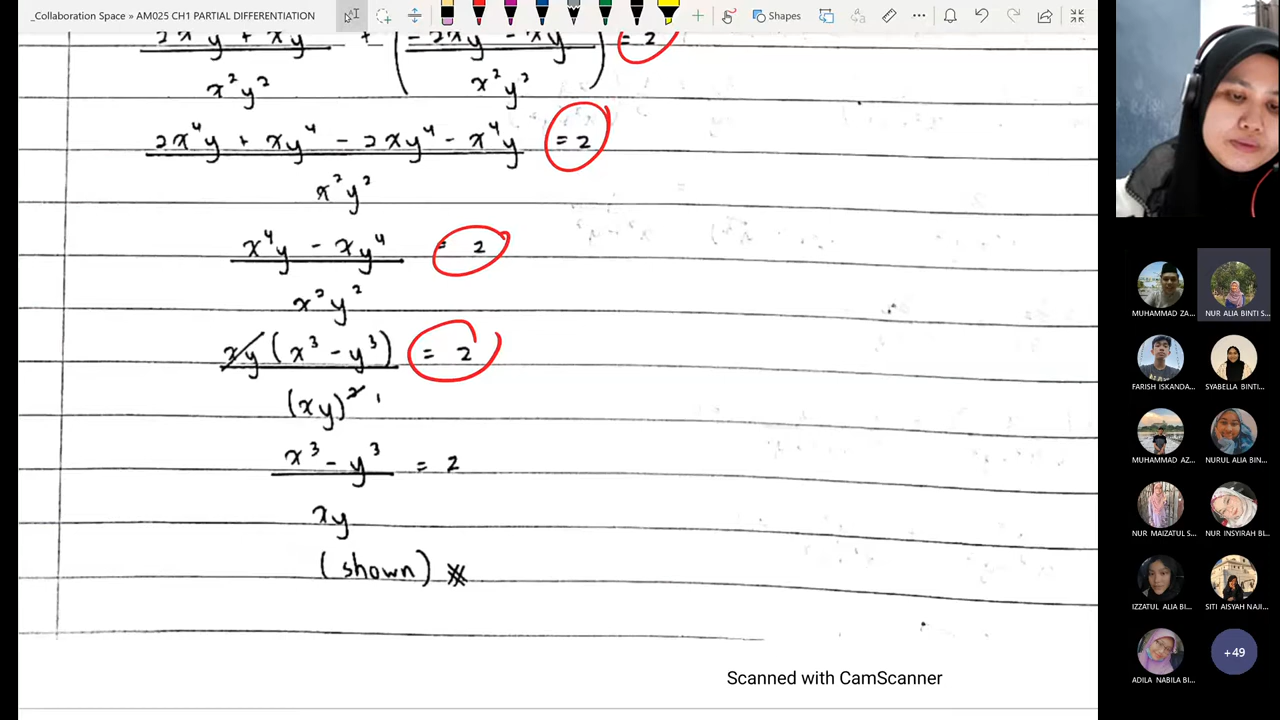 _Collaboration Space » AM025 CH1 PARTIAL DIFFERENTIATION
Shapes
2x⁴y + xy⁴ - 2xy⁴ - x⁴y = 2
x²y²
x⁴y - xy⁴ = 2
x²y²
xy (x³ - y³) = 2
(xy)²
x³ - y³ = 2
xy
(shown) ※
Scanned with CamScanner
MUHAMMAD ZA...
NUR ALIA BINTI S...
FARISH ISKANDA...
SYABELLA BINTI...
MUHAMMAD AZ...
NURUL ALIA BIN...
NUR MAIZATUL S...
NUR INSYIRAH BI...
IZZATUL ALIA BI...
SITI AISYAH NAJI...
ADILA NABILA BI...
+49